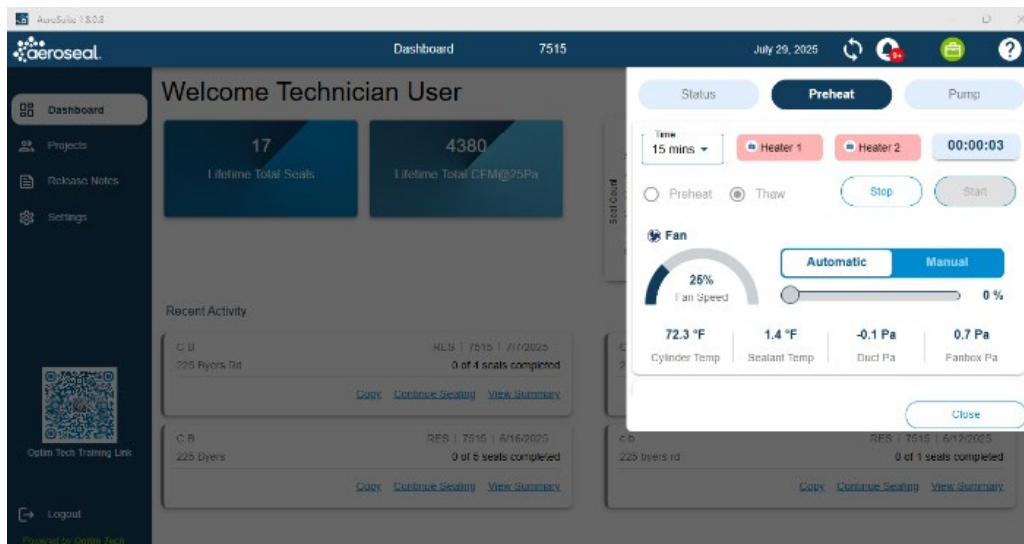 AeroSuite 1.8.0.8
aeroseal.
Dashboard
7515
July 29, 2025
9+
?
Dashboard
Projects
Release Notes
Settings
Optim Tech Training Link
Logout
Powered by Optim Tech
Welcome Technician User
17
Lifetime Total Seals
4380
Lifetime Total CFM@25Pa
Seal Count
Recent Activity
C B
RES | 7515 | 7/7/2025
225 Byers Rd
0 of 4 seals completed
Copy Continue Sealing View Summary
C B
RES | 7515 | 6/16/2025
225 Byers
0 of 5 seals completed
Copy Continue Sealing View Summary
c b
RES | 7515 | 6/12/2025
225 byers rd
0 of 1 seals completed
Copy Continue Sealing View Summary
Status
Preheat
Pump
Time
15 mins
Heater 1
Heater 2
00:00:03
Preheat
Thaw
Stop
Start
Fan
25%
Fan Speed
Automatic
Manual
0 %
72.3 °F
Cylinder Temp
1.4 °F
Sealant Temp
-0.1 Pa
Duct Pa
0.7 Pa
Fanbox Pa
Close